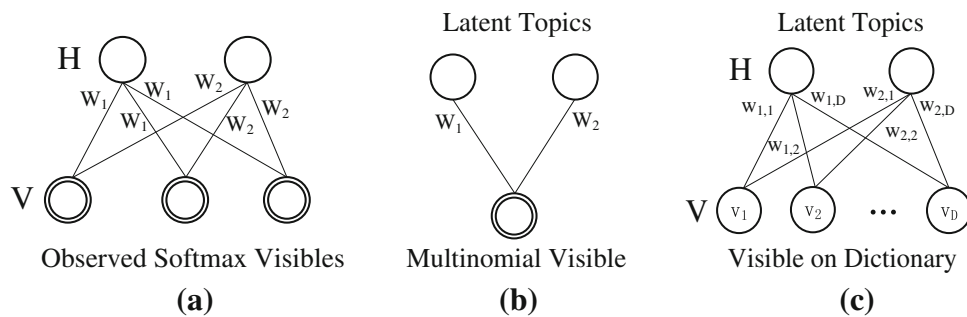 Latent Topics
Latent Topics
H
H
W1 W1 W2
W1 W2 W2
W1 W2
w1,1 w1,D w2,1 w2,D
w1,2 w2,2
V
V v1 v2 ... vD
Observed Softmax Visibles
Multinomial Visible
Visible on Dictionary
(a)
(b)
(c)